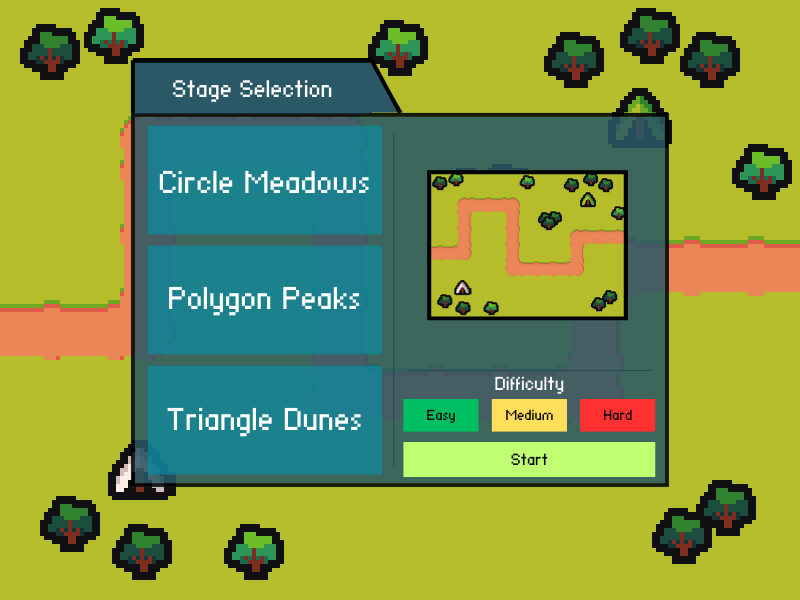 Stage Selection
Circle Meadows
Polygon Peaks
Triangle Dunes
Difficulty
Easy Medium Hard
Start